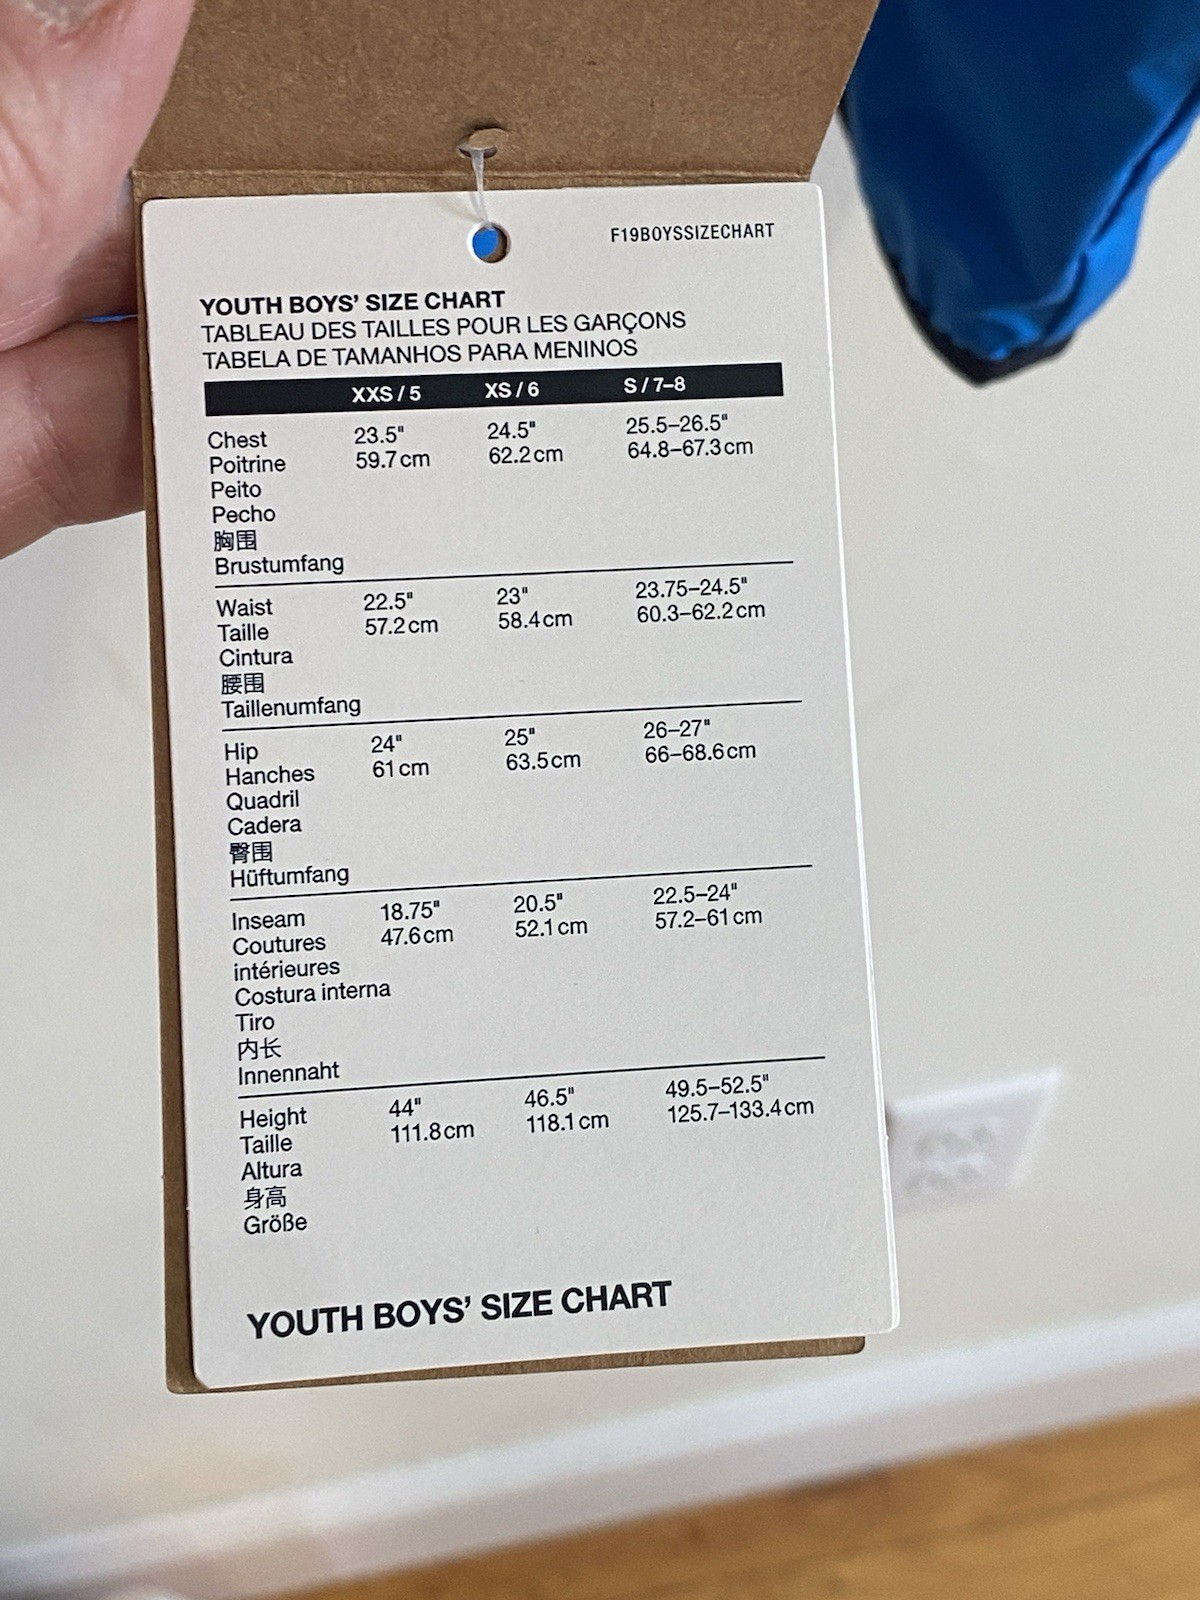 F19BOYSSIZECHART
YOUTH BOYS’ SIZE CHART
TABLEAU DES TAILLES POUR LES GARÇONS
TABELA DE TAMANHOS PARA MENINOS
XXS / 5 XS / 6 S / 7–8
Chest 23.5" 24.5" 25.5–26.5"
Poitrine 59.7 cm 62.2 cm 64.8–67.3 cm
Peito
Pecho
胸围
Brustumfang
Waist 22.5" 23" 23.75–24.5"
Taille 57.2 cm 58.4 cm 60.3–62.2 cm
Cintura
腰围
Taillenumfang
Hip 24" 25" 26–27"
Hanches 61 cm 63.5 cm 66–68.6 cm
Quadril
Cadera
臀围
Hüftumfang
Inseam 18.75" 20.5" 22.5–24"
Coutures 47.6 cm 52.1 cm 57.2–61 cm
intérieures
Costura interna
Tiro
内长
Innennaht
Height 44" 46.5" 49.5–52.5"
Taille 111.8 cm 118.1 cm 125.7–133.4 cm
Altura
身高
Größe
YOUTH BOYS’ SIZE CHART